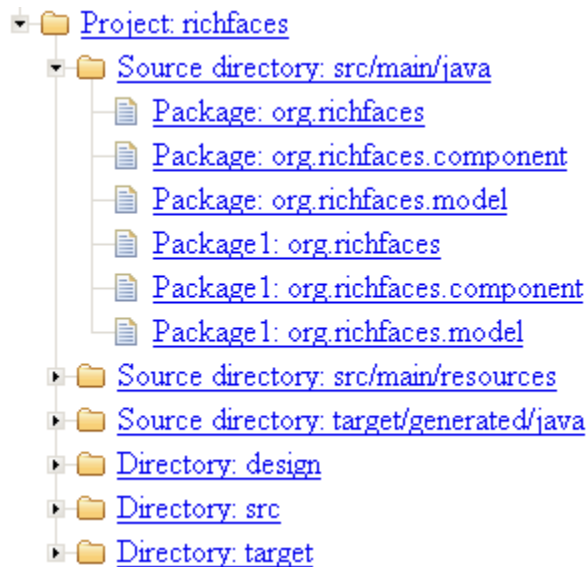 Project: richfaces
Source directory: src/main/java
Package: org.richfaces
Package: org.richfaces.component
Package: org.richfaces.model
Package1: org.richfaces
Package1: org.richfaces.component
Package1: org.richfaces.model
Source directory: src/main/resources
Source directory: target/generated/java
Directory: design
Directory: src
Directory: target